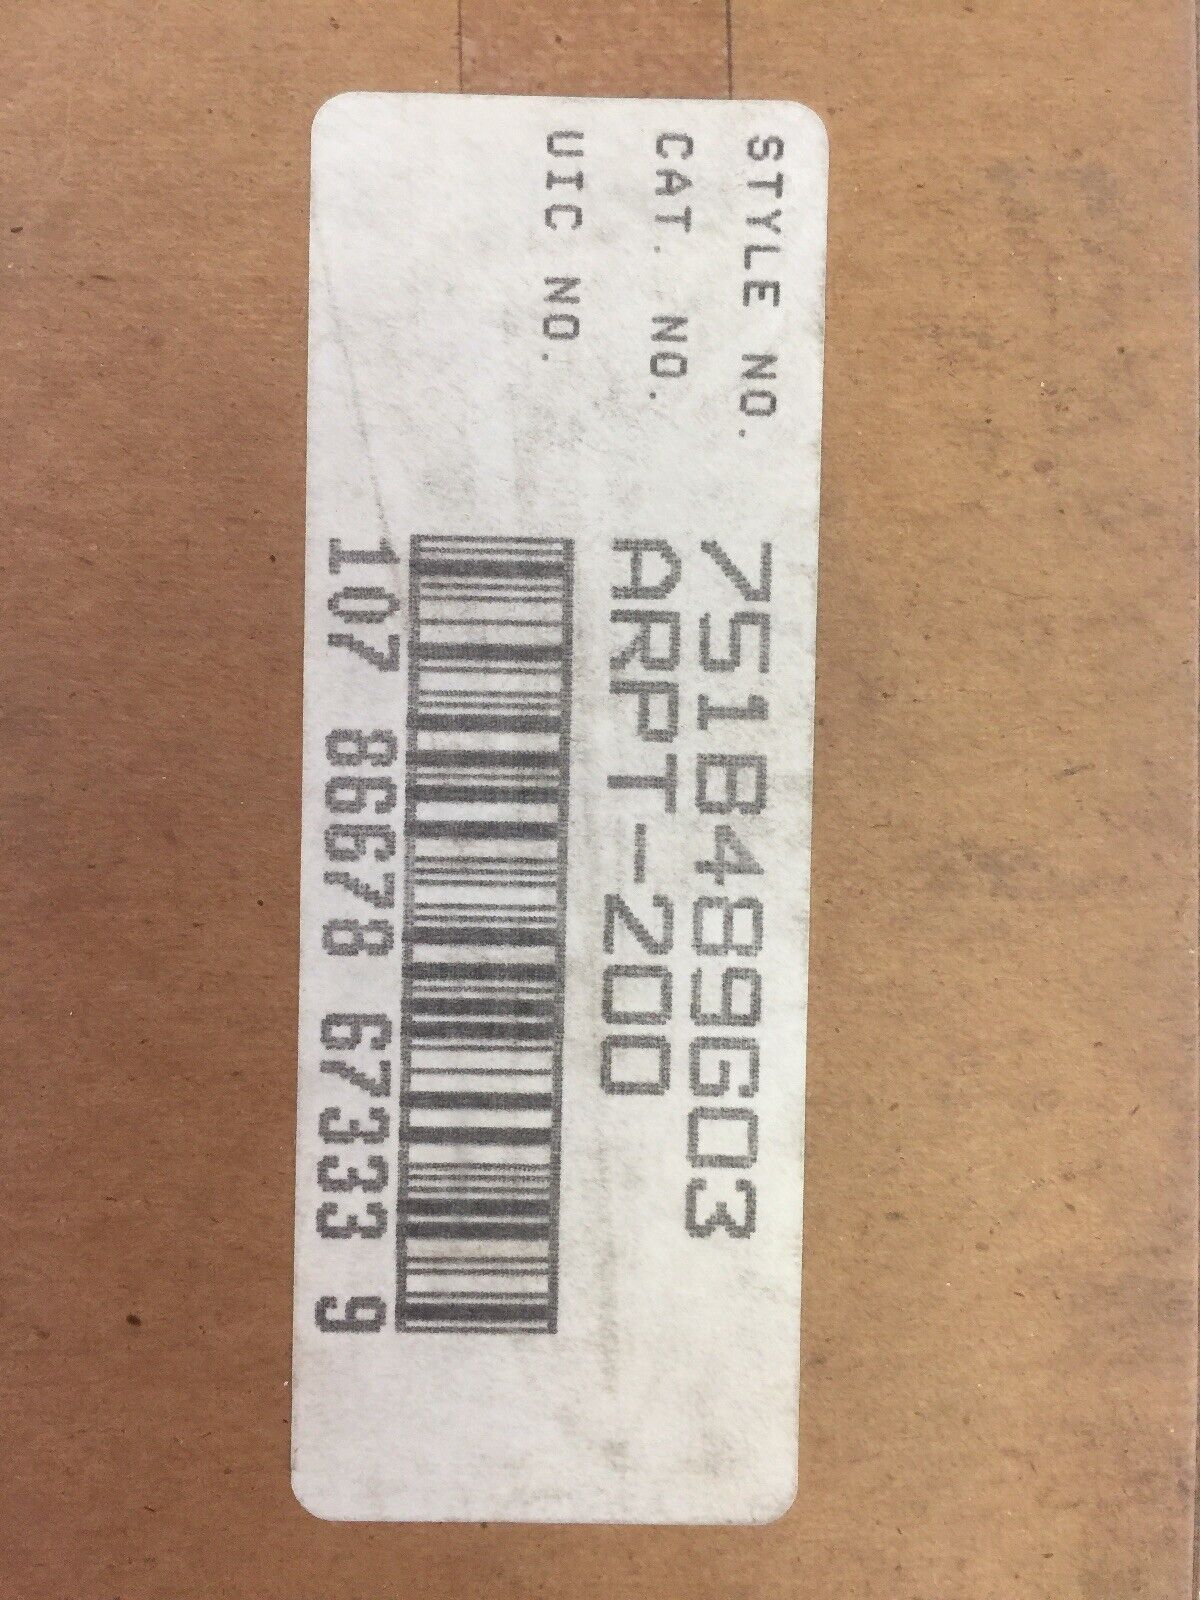 STYLE NO. 751B489G03
CAT. NO. ARPT-200
UIC NO.
107 86678 67333 9